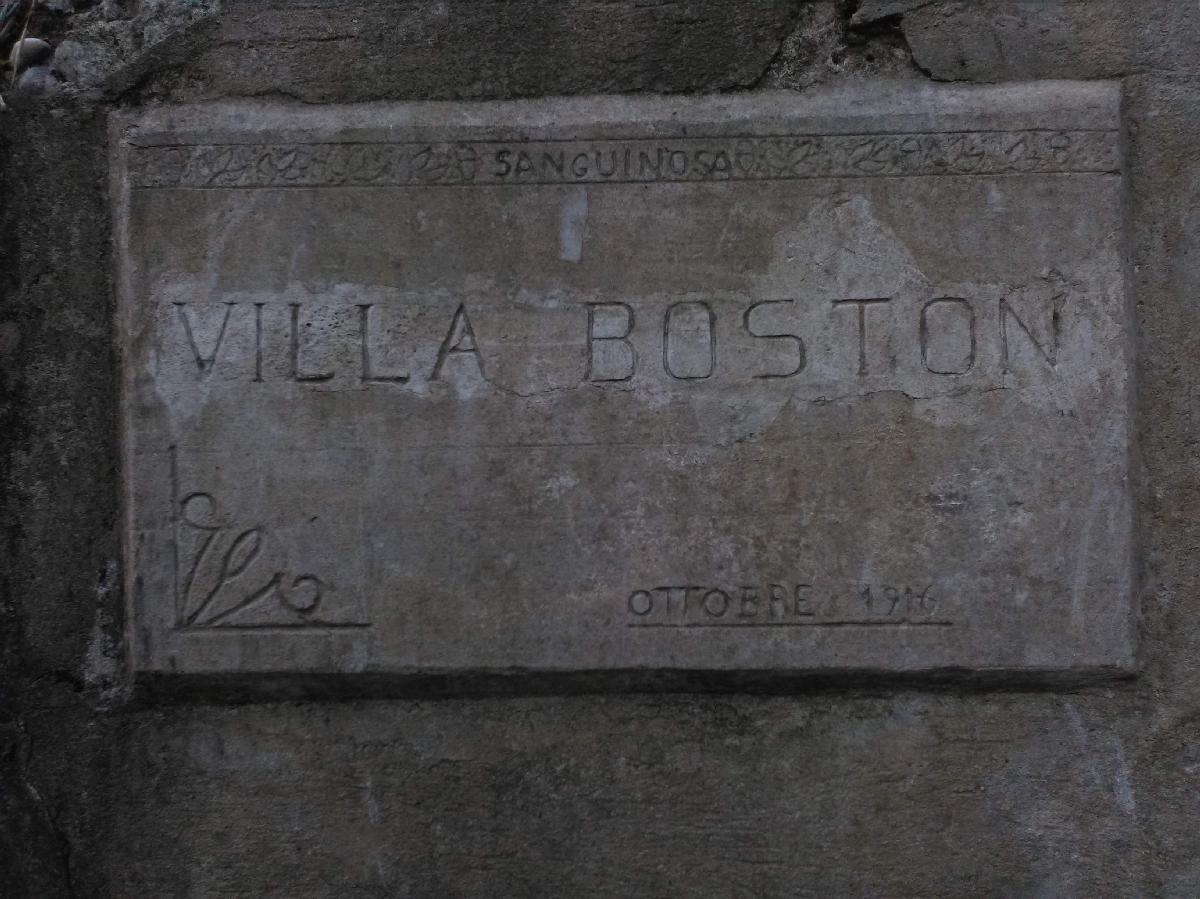 SANGUINOSA
VILLA BOSTON
OTTOBRE 1916